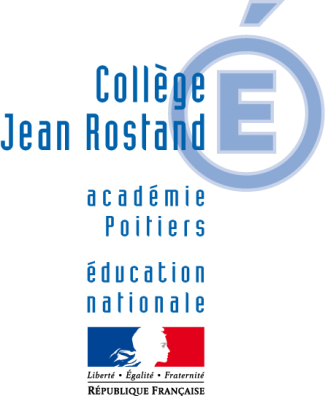 Collège
Jean Rostand
É
académie
Poitiers
éducation
nationale
Liberté • Égalité • Fraternité
RÉPUBLIQUE FRANÇAISE